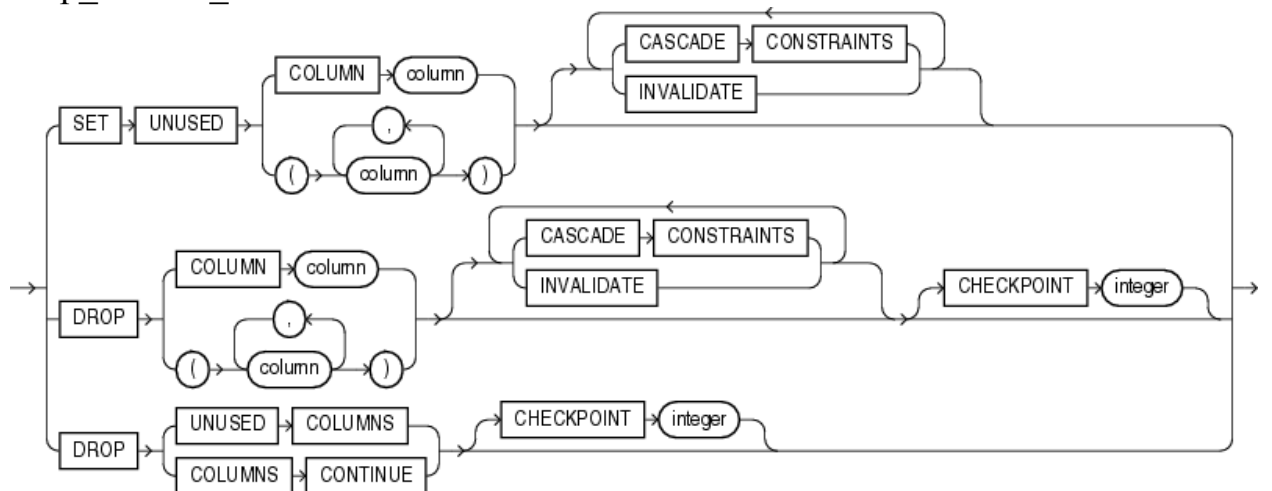 CASCADE CONSTRAINTS
COLUMN column
INVALIDATE
SET UNUSED
,
( column )
CASCADE CONSTRAINTS
COLUMN column
INVALIDATE
CHECKPOINT integer
DROP
,
( column )
UNUSED COLUMNS
CHECKPOINT integer
DROP
COLUMNS CONTINUE